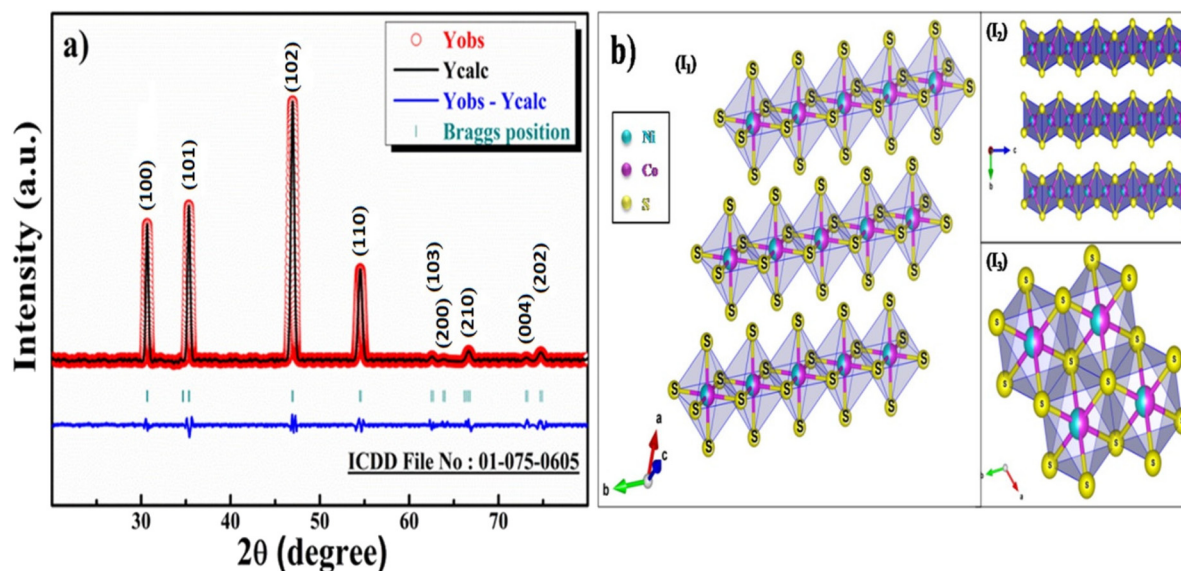 a)
Yobs
Ycalc
Yobs - Ycalc
Braggs position
(100)
(101)
(102)
(110)
(103)
(200)
(210)
(004)
(202)
ICDD File No : 01-075-0605
30 40 50 60 70 80
2θ (degree)
Intensity (a.u.)
b)
(I₁)
Ni
Co
S
S S S S S
S S S S S
S S S S S
a
c
b
(I₂)
c
b
(I₃)
S S S S S S S
b
a